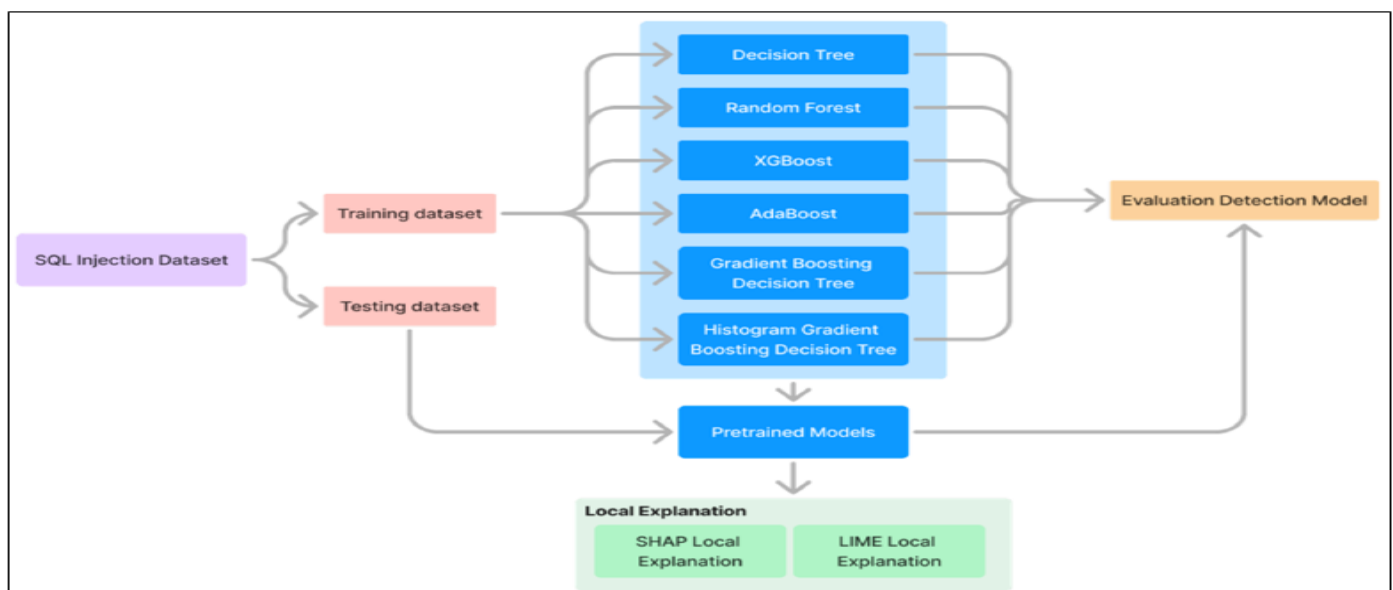 Decision Tree
Random Forest
XGBoost
AdaBoost
Gradient Boosting
Decision Tree
Histogram Gradient
Boosting Decision Tree
Training dataset
Testing dataset
SQL Injection Dataset
Evaluation Detection Model
Pretrained Models
Local Explanation
SHAP Local
Explanation
LIME Local
Explanation